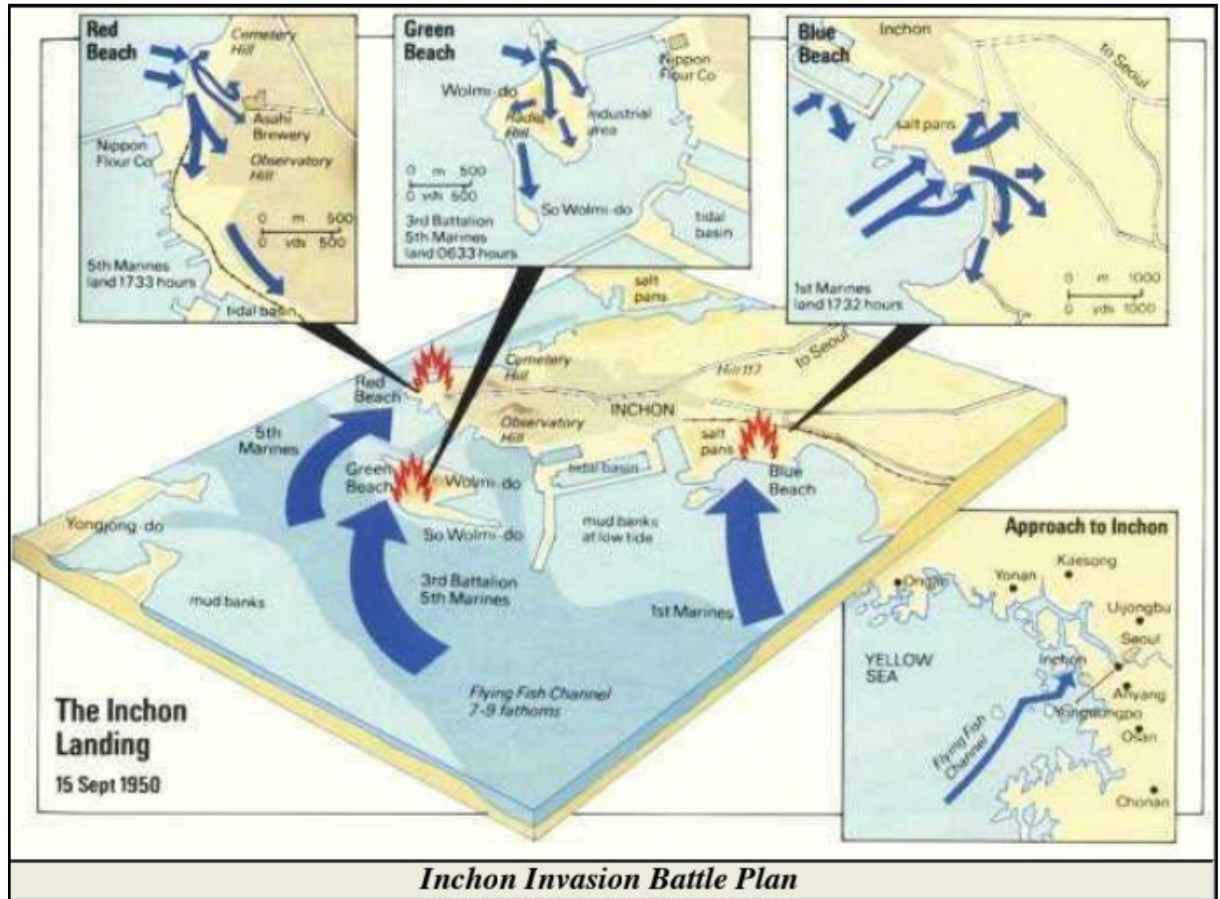 Red
Beach
Cemetery
Hill
Asahi
Brewery
Nippon
Flour Co
Observatory
Hill
0 m 500
0 yds 500
5th Marines
land 1733 hours
tidal basin
Green
Beach
Nippon
Flour Co
Wolmi-do
Radio
Hill
industrial
area
0 m 500
0 yds 500
So Wolmi-do
3rd Battalion
5th Marines
land 0633 hours
tidal
basin
Blue
Beach
Inchon
to Seoul
salt pans
1st Marines
land 1732 hours
0 m 1000
0 yds 1000
salt
pans
to Seoul
Cemetery
Hill
Hill 117
Red
Beach
INCHON
Observatory
Hill
5th
Marines
salt
pans
Green
Beach
Wolmi-do
tidal basin
Blue
Beach
Yongjong-do
So Wolmi-do
mud banks
at low tide
mud banks
3rd Battalion
5th Marines
1st Marines
Flying Fish Channel
7-9 fathoms
The Inchon
Landing
15 Sept 1950
Approach to Inchon
Kaesong
Ongjin
Yonan
Uijongbu
Seoul
YELLOW
SEA
Inchon
Anyang
Yongdungpo
Osan
Flying Fish
Channel
Chonan
Inchon Invasion Battle Plan